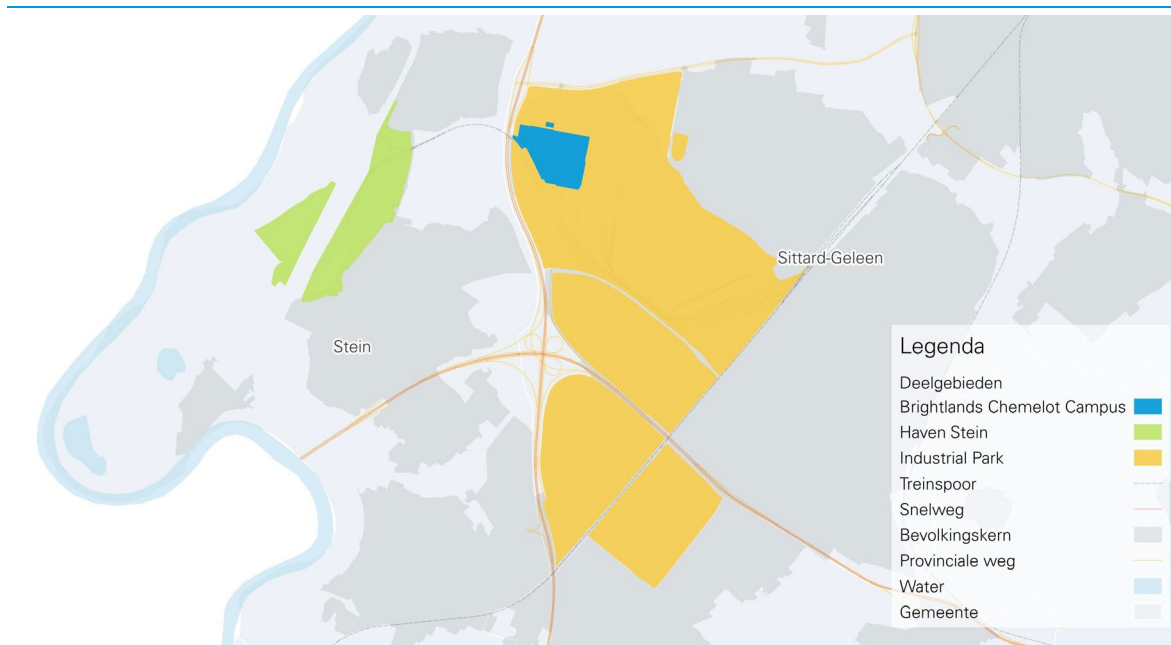 Sittard-Geleen
Stein
Legenda
Deelgebieden
Brightlands Chemelot Campus
Haven Stein
Industrial Park
Treinspoor
Snelweg
Bevolkingskern
Provinciale weg
Water
Gemeente